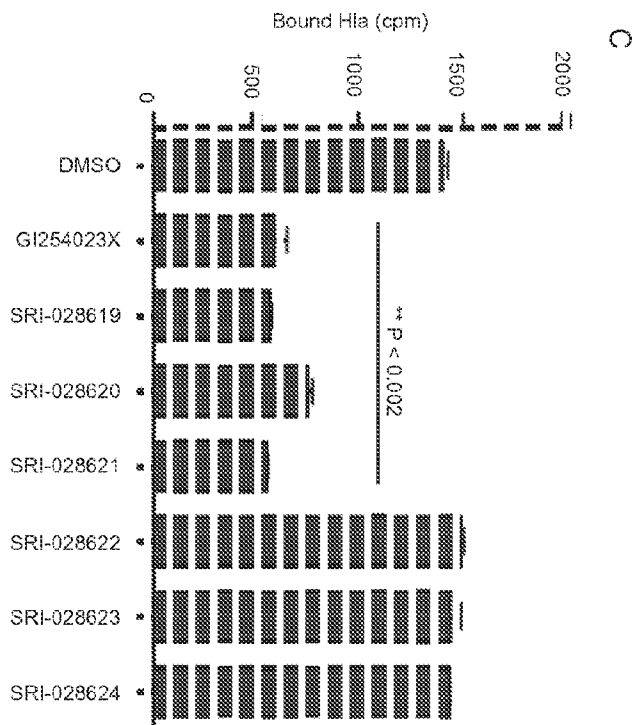 C
Bound Hla (cpm)
2000
1500
1000
500
0
** P < 0.002
DMSO
GI254023X
SRI-028619
SRI-028620
SRI-028621
SRI-028622
SRI-028623
SRI-028624